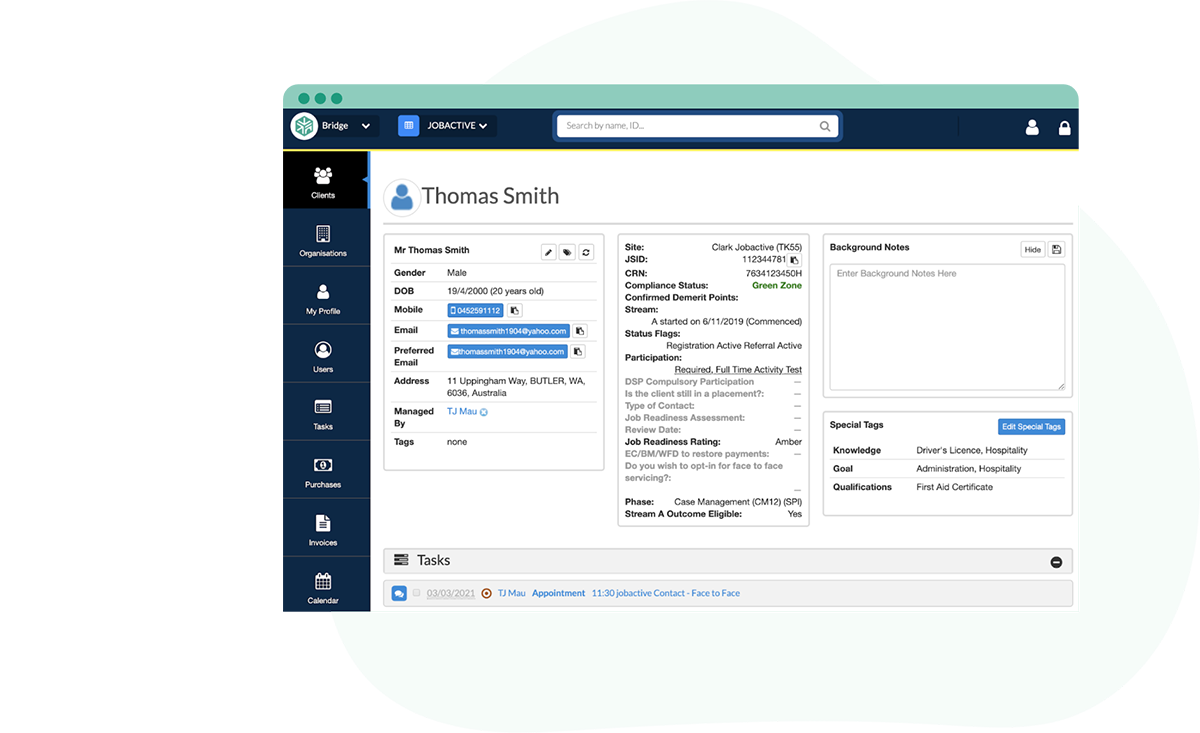 Bridge
JOBACTIVE
Search by name, ID...
Clients
Organisations
My Profile
Users
Tasks
Purchases
Invoices
Calendar
Thomas Smith
Mr Thomas Smith
Gender Male
DOB 19/4/2000 (20 years old)
Mobile 0452591112
Email thomassmith1904@yahoo.com
Preferred thomassmith1904@yahoo.com
Email
Address 11 Uppingham Way, BUTLER, WA,
6036, Australia
Managed TJ Mau
By
Tags none
Site: Clark Jobactive (TK55)
JSID: 112344781
CRN: 7634123450H
Compliance Status: Green Zone
Confirmed Demerit Points:
Stream:
A started on 6/11/2019 (Commenced)
Status Flags:
Registration Active Referral Active
Participation:
Required, Full Time Activity Test
DSP Compulsory Participation —
Is the client still in a placement?: —
Type of Contact: —
Job Readiness Assessment: —
Review Date: —
Job Readiness Rating: Amber
EC/BM/WFD to restore payments: —
Do you wish to opt-in for face to face
servicing?:
—
Phase: Case Management (CM12) (SPI)
Stream A Outcome Eligible: Yes
Background Notes
Hide
Enter Background Notes Here
Special Tags
Edit Special Tags
Knowledge Driver's Licence, Hospitality
Goal Administration, Hospitality
Qualifications First Aid Certificate
Tasks
03/03/2021 TJ Mau Appointment 11:30 jobactive Contact - Face to Face